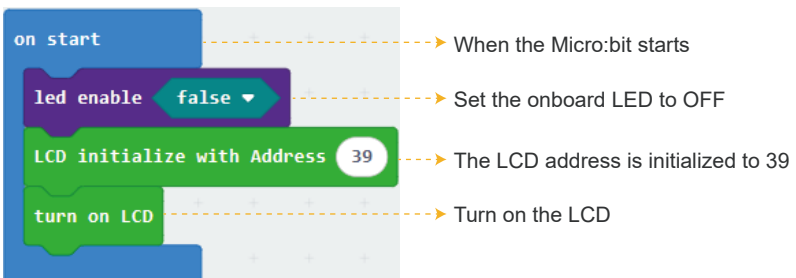 on start
When the Micro:bit starts
led enable false
Set the onboard LED to OFF
LCD initialize with Address 39
The LCD address is initialized to 39
turn on LCD
Turn on the LCD